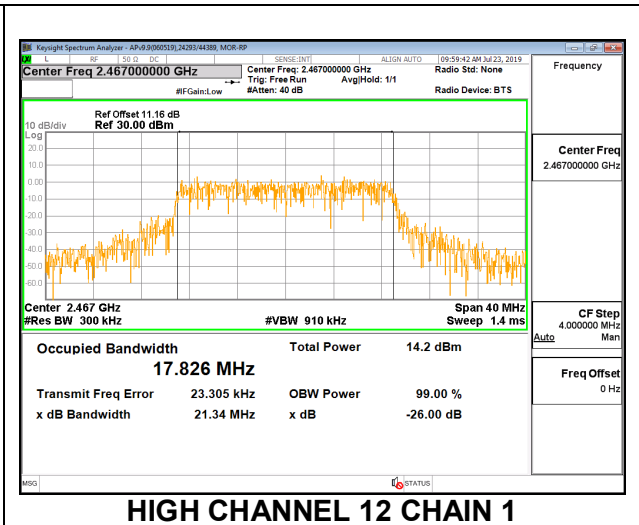 Keysight Spectrum Analyzer - APv9.9(060519),24293/44389, MOR-RP
L RF 50 Ω DC SENSE:INT ALIGN AUTO 09:59:42 AM Jul 23, 2019
Center Freq 2.467000000 GHz
Center Freq: 2.467000000 GHz Radio Std: None
Trig: Free Run Avg|Hold: 1/1
#IFGain:Low #Atten: 40 dB Radio Device: BTS
Frequency
Ref Offset 11.16 dB
10 dB/div Ref 30.00 dBm
Log
20.0
10.0
0.00
-10.0
-20.0
-30.0
-40.0
-50.0
-60.0
Center Freq
2.467000000 GHz
Center 2.467 GHz Span 40 MHz
#Res BW 300 kHz #VBW 910 kHz Sweep 1.4 ms
CF Step
4.000000 MHz
Auto Man
Occupied Bandwidth Total Power 14.2 dBm
17.826 MHz
Transmit Freq Error 23.305 kHz OBW Power 99.00 %
x dB Bandwidth 21.34 MHz x dB -26.00 dB
Freq Offset
0 Hz
MSG STATUS
HIGH CHANNEL 12 CHAIN 1